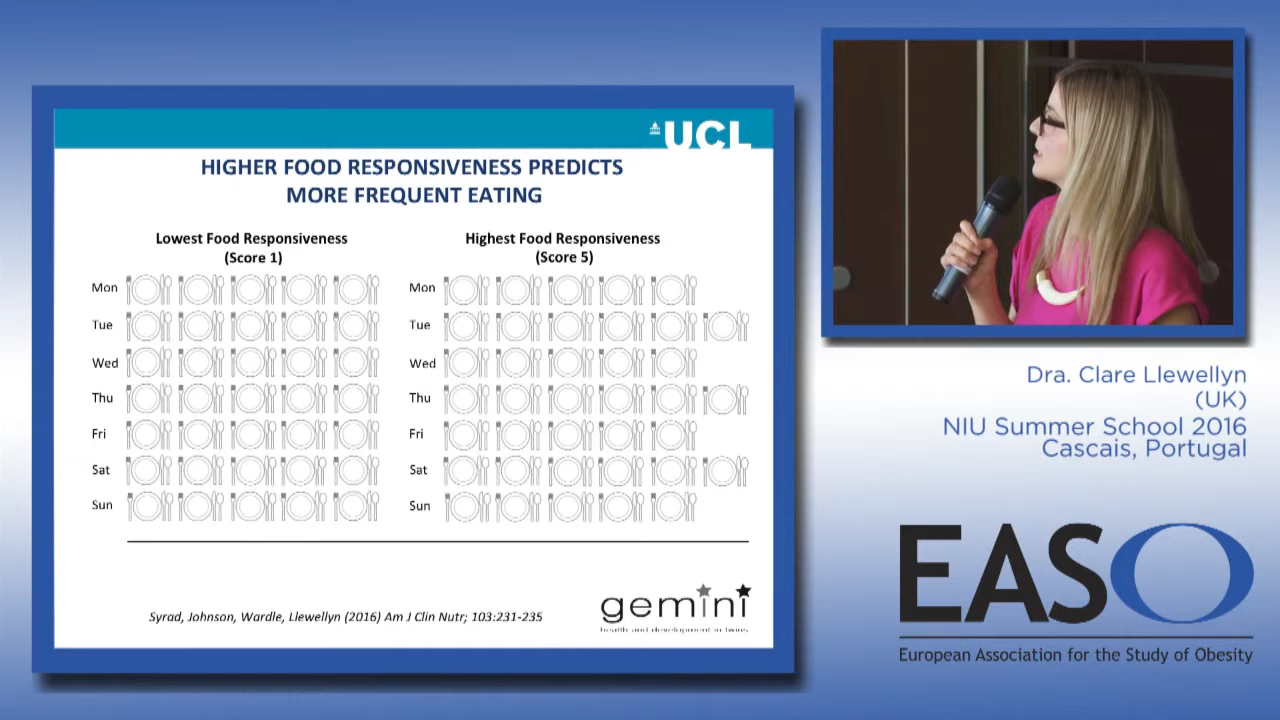 UCL
HIGHER FOOD RESPONSIVENESS PREDICTS
MORE FREQUENT EATING
Lowest Food Responsiveness
(Score 1)
Mon
Tue
Wed
Thu
Fri
Sat
Sun
Highest Food Responsiveness
(Score 5)
Mon
Tue
Wed
Thu
Fri
Sat
Sun
Syrad, Johnson, Wardle, Llewellyn (2016) Am J Clin Nutr; 103:231-235
gemini
health and development in twins
Dra. Clare Llewellyn
(UK)
NIU Summer School 2016
Cascais, Portugal
EASO
European Association for the Study of Obesity